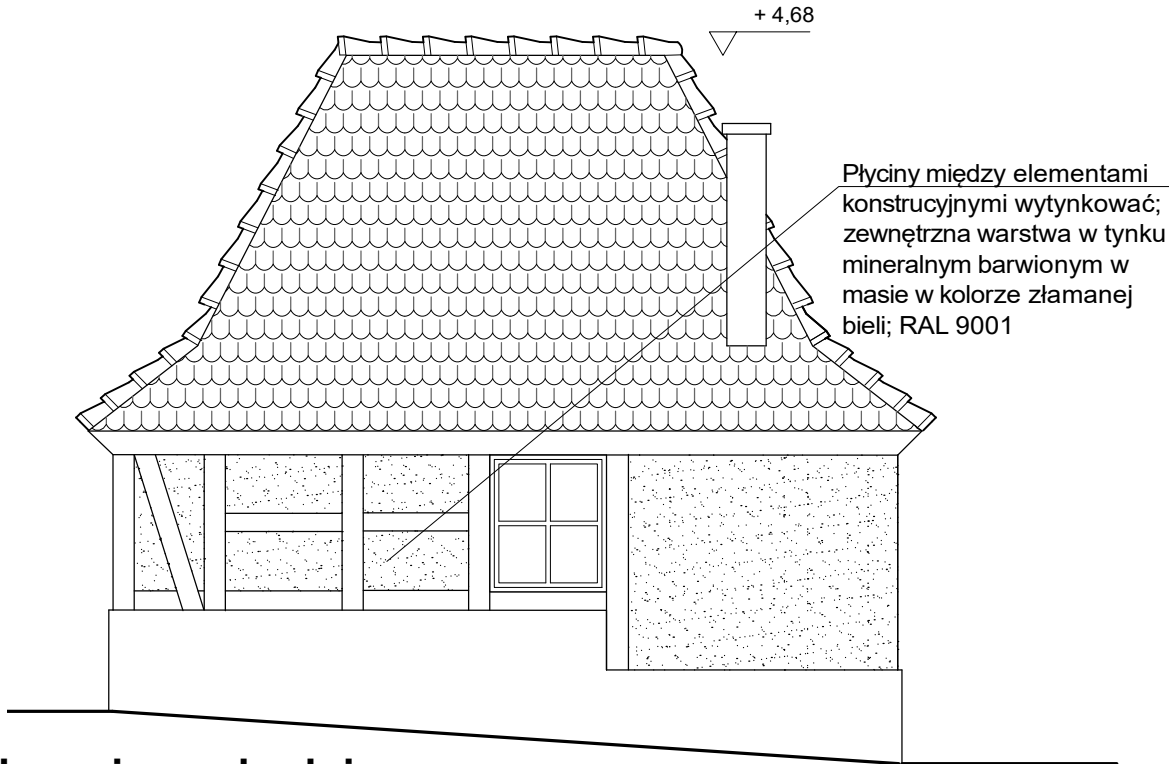 + 4,68
Płyciny między elementami
konstrucyjnymi wytynkować;
zewnętrzna warstwa w tynku
mineralnym barwionym w
masie w kolorze złamanej
bieli; RAL 9001